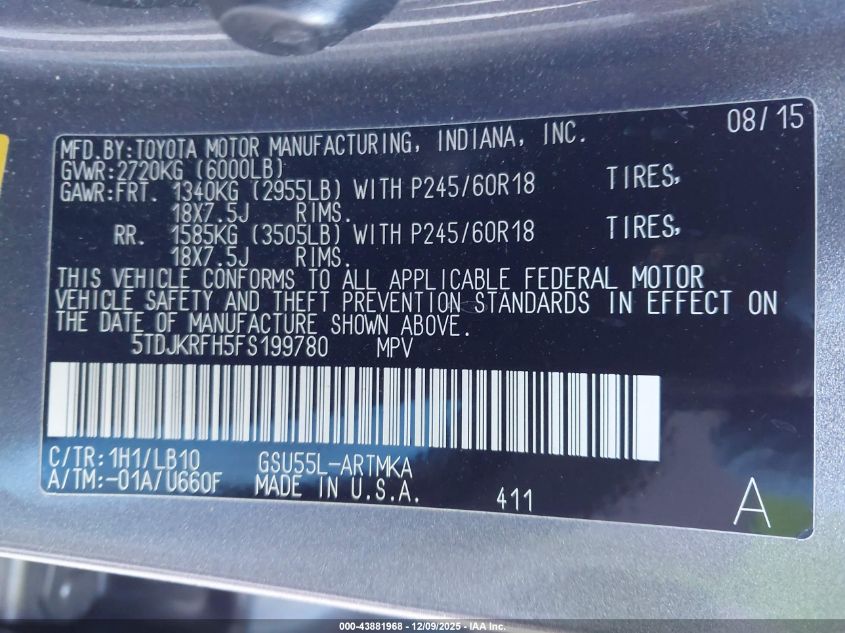 08/15
MFD.BY:TOYOTA MOTOR MANUFACTURING, INDIANA, INC.
GVWR:2720KG (6000LB)
GAWR:FRT. 1340KG (2955LB) WITH P245/60R18 TIRES,
18X7.5J RIMS.
RR. 1585KG (3505LB) WITH P245/60R18 TIRES,
18X7.5J RIMS.
THIS VEHICLE CONFORMS TO ALL APPLICABLE FEDERAL MOTOR
VEHICLE SAFETY AND THEFT PREVENTION STANDARDS IN EFFECT ON
THE DATE OF MANUFACTURE SHOWN ABOVE.
5TDJKRFH5FS199780 MPV
C/TR:1H1/LB10 GSU55L-ARTMKA
A/TM:-01A/U660F MADE IN U.S.A. 411 A
000-43881968 - 12/09/2025 - IAAI.com